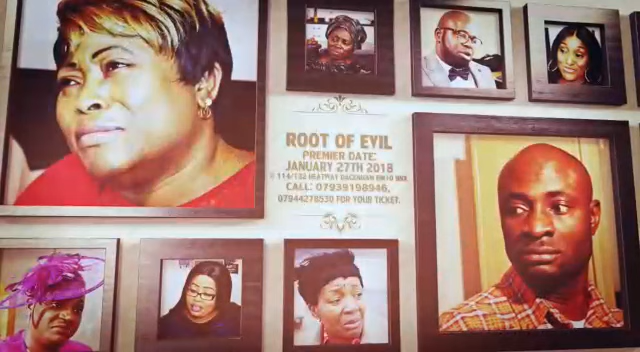 ROOT OF EVIL
PREMIER DATE:
JANUARY 27TH 2018
CALL: 07939198946,
07944278530 FOR YOUR TICKET.